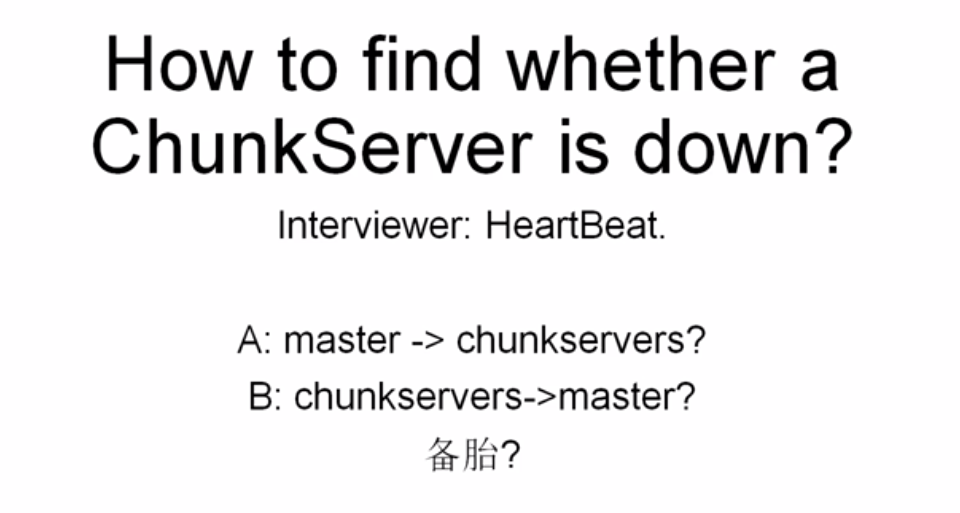 How to find whether a
ChunkServer is down?
Interviewer: HeartBeat.
A: master -> chunkservers?
B: chunkservers->master?
备胎?